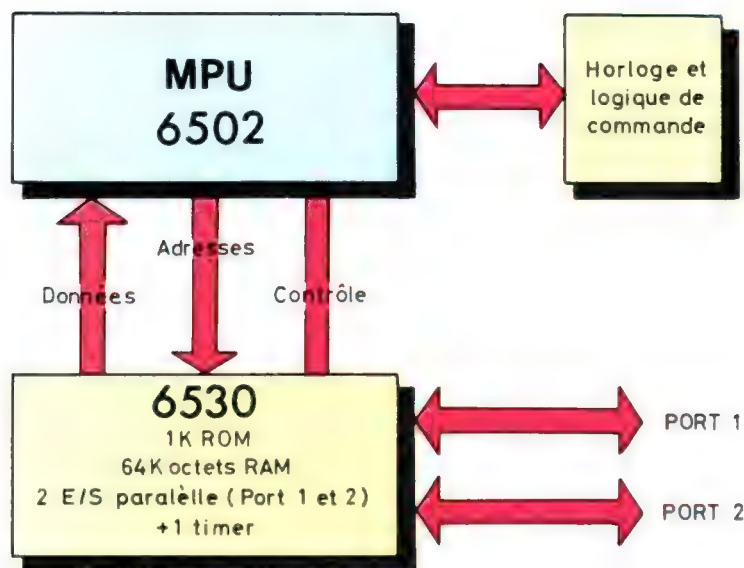 MPU
6502
Horloge et
logique de
commande
Adresses
Données
Contrôle
6530
1K ROM
64K octets RAM
2 E/S paralèlle (Port 1 et 2)
+1 timer
PORT 1
PORT 2